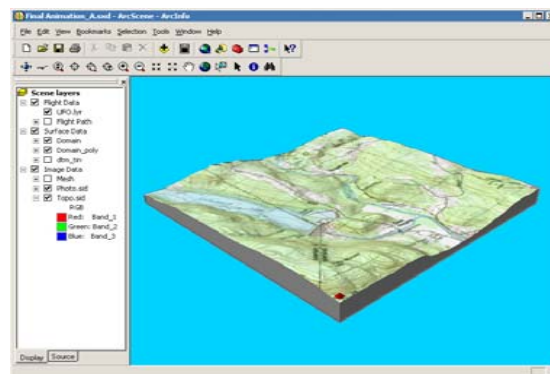 Final Animation_A.sxd - ArcScene - ArcInfo
File Edit View Bookmarks Selection Tools Window Help
Scene layers
Flight Data
UFO.lyr
Flight Path
Surface Data
Domain
Domain_poly
dtm_tin
Image Data
Mesh
Photo.sid
Topo.sid
RGB
Red: Band_1
Green: Band_2
Blue: Band_3
Display Source